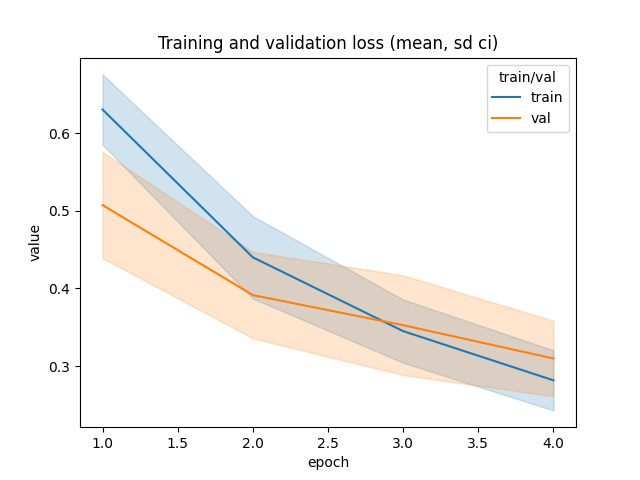 Training and validation loss (mean, sd ci)
train/val
train
val
value
0.6
0.5
0.4
0.3
1.0 1.5 2.0 2.5 3.0 3.5 4.0
epoch